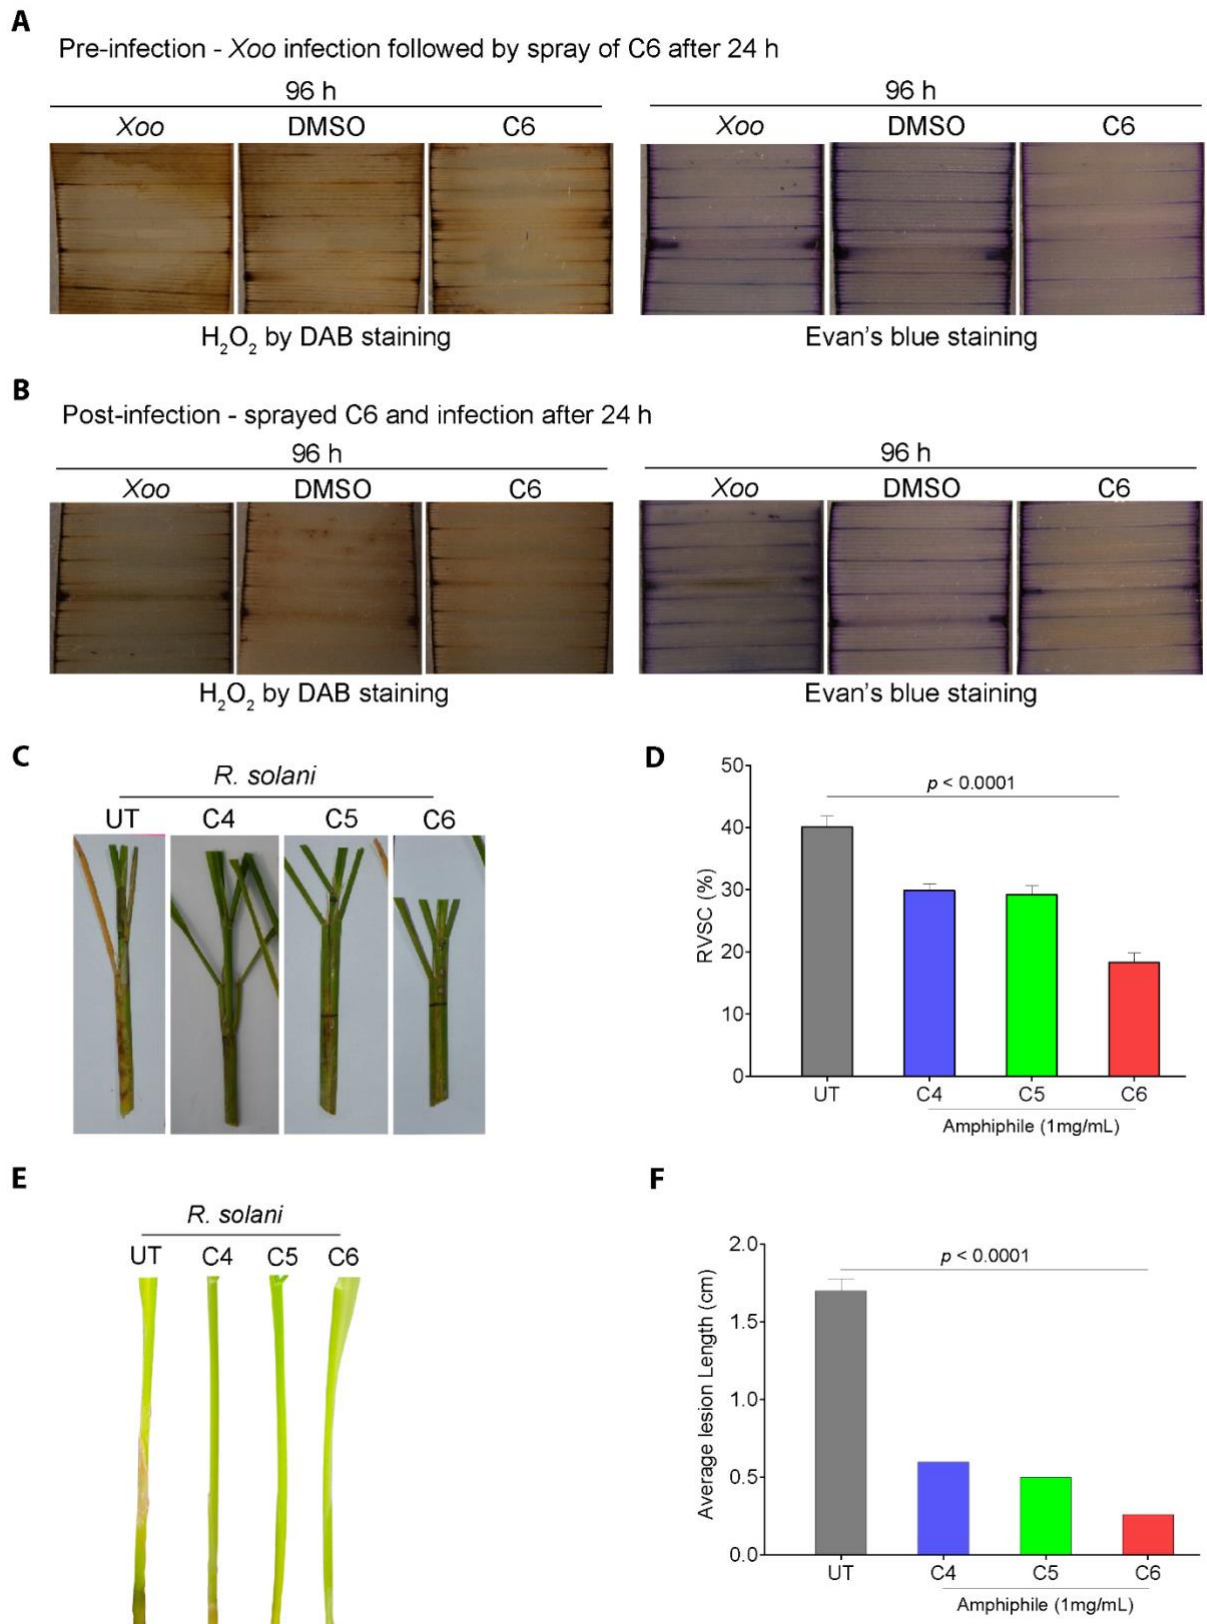 A
Pre-infection - Xoo infection followed by spray of C6 after 24 h
96 h
Xoo DMSO C6
H2O2 by DAB staining
96 h
Xoo DMSO C6
Evan's blue staining
B
Post-infection - sprayed C6 and infection after 24 h
96 h
Xoo DMSO C6
H2O2 by DAB staining
96 h
Xoo DMSO C6
Evan's blue staining
C
R. solani
UT C4 C5 C6
D
RVSC (%)
50
40
30
20
10
0
p < 0.0001
UT C4 C5 C6
Amphiphile (1mg/mL)
E
R. solani
UT C4 C5 C6
F
Average lesion Length (cm)
2.0
1.5
1.0
0.5
0.0
p < 0.0001
UT C4 C5 C6
Amphiphile (1mg/mL)